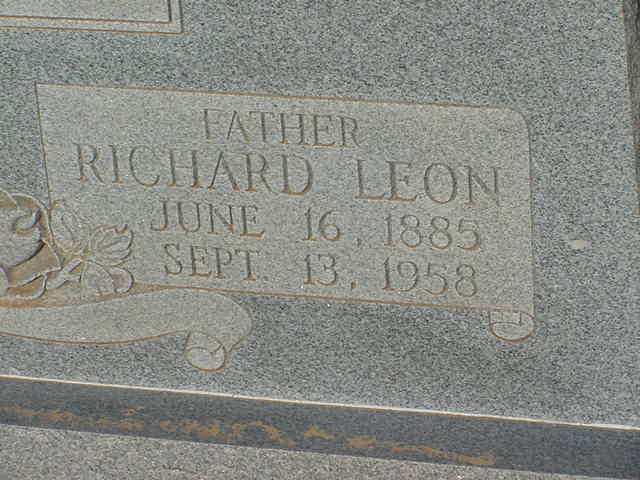 FATHER
RICHARD LEON
JUNE 16, 1885
SEPT. 13, 1958